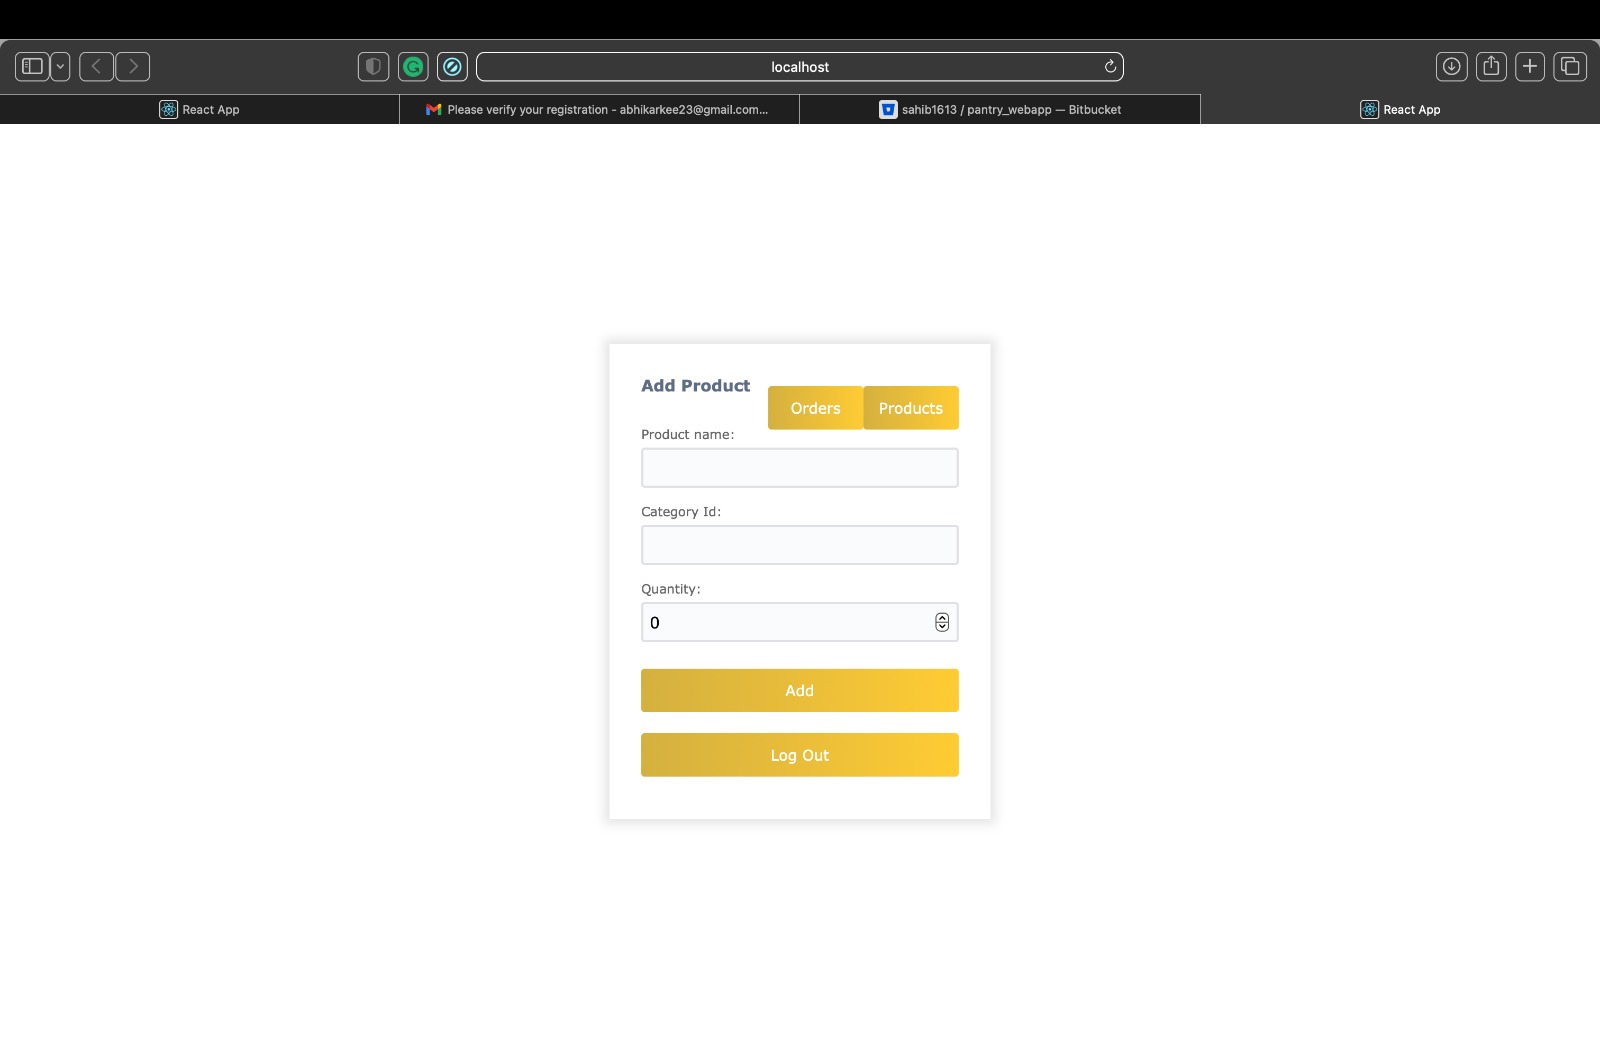 localhost
React App
Please verify your registration - abhikarkee23@gmail.com...
sahib1613 / pantry_webapp — Bitbucket
React App
Add Product
Orders
Products
Product name:
Category Id:
Quantity:
0
Add
Log Out